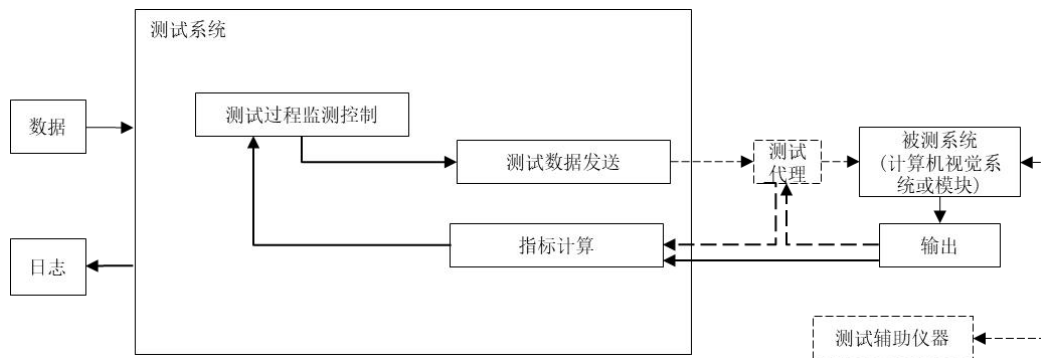 测试系统
测试过程监测控制
数据
测试数据发送
测试
代理
被测系统
(计算机视觉系
统或模块)
指标计算
输出
日志
测试辅助仪器